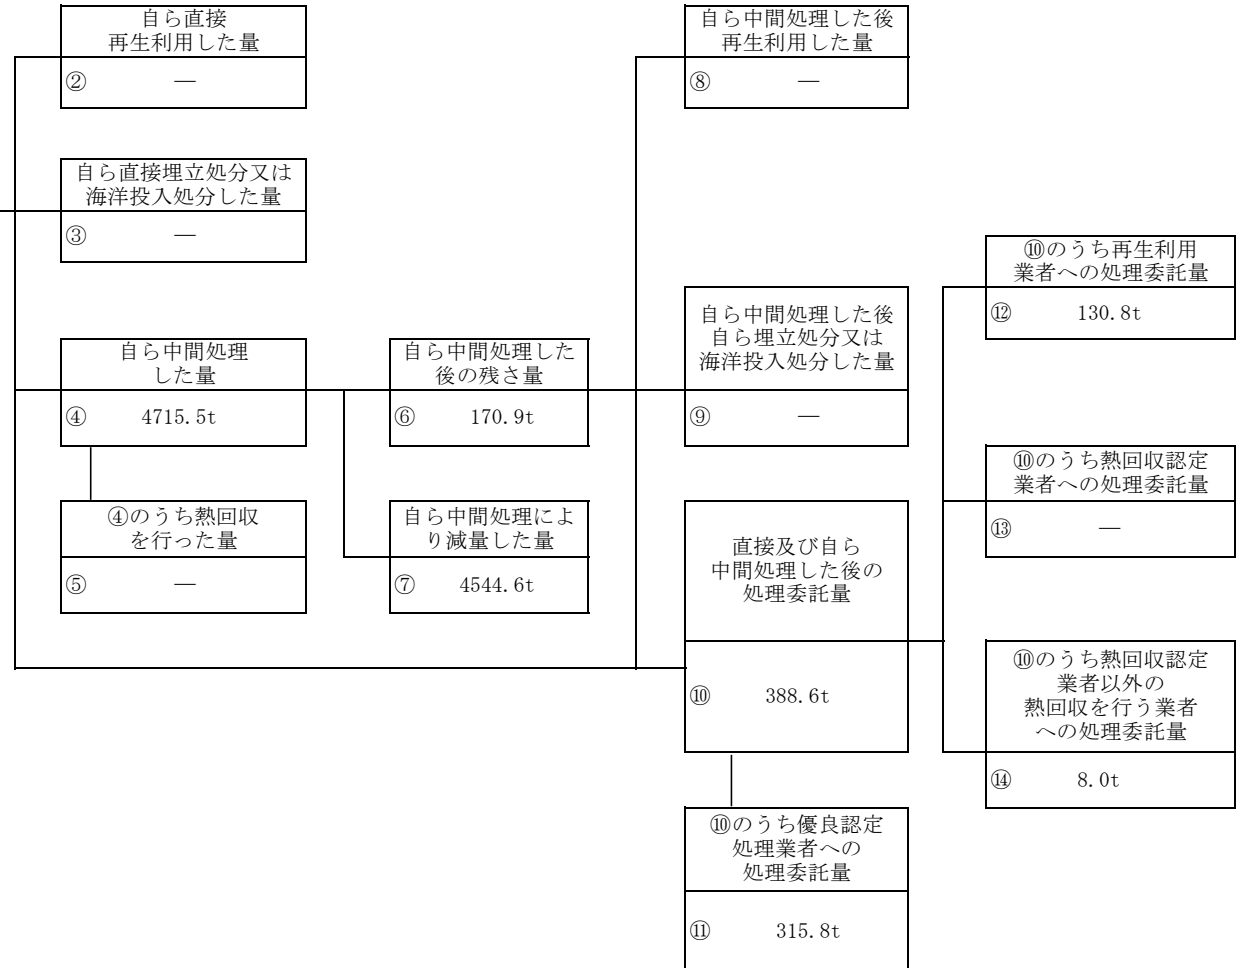 自ら直接
再生利用した量
② ―
自ら直接埋立処分又は
海洋投入処分した量
③ ―
自ら中間処理
した量
④ 4715.5t
④のうち熱回収
を行った量
⑤ ―
自ら中間処理した
後の残さ量
⑥ 170.9t
自ら中間処理によ
り減量した量
⑦ 4544.6t
自ら中間処理した後
再生利用した量
⑧ ―
自ら中間処理した後
自ら埋立処分又は
海洋投入処分した量
⑨ ―
直接及び自ら
中間処理した後の
処理委託量
⑩ 388.6t
⑩のうち優良認定
処理業者への
処理委託量
⑪ 315.8t
⑩のうち再生利用
業者への処理委託量
⑫ 130.8t
⑩のうち熱回収認定
業者への処理委託量
⑬ ―
⑩のうち熱回収認定
業者以外の
熱回収を行う業者
への処理委託量
⑭ 8.0t